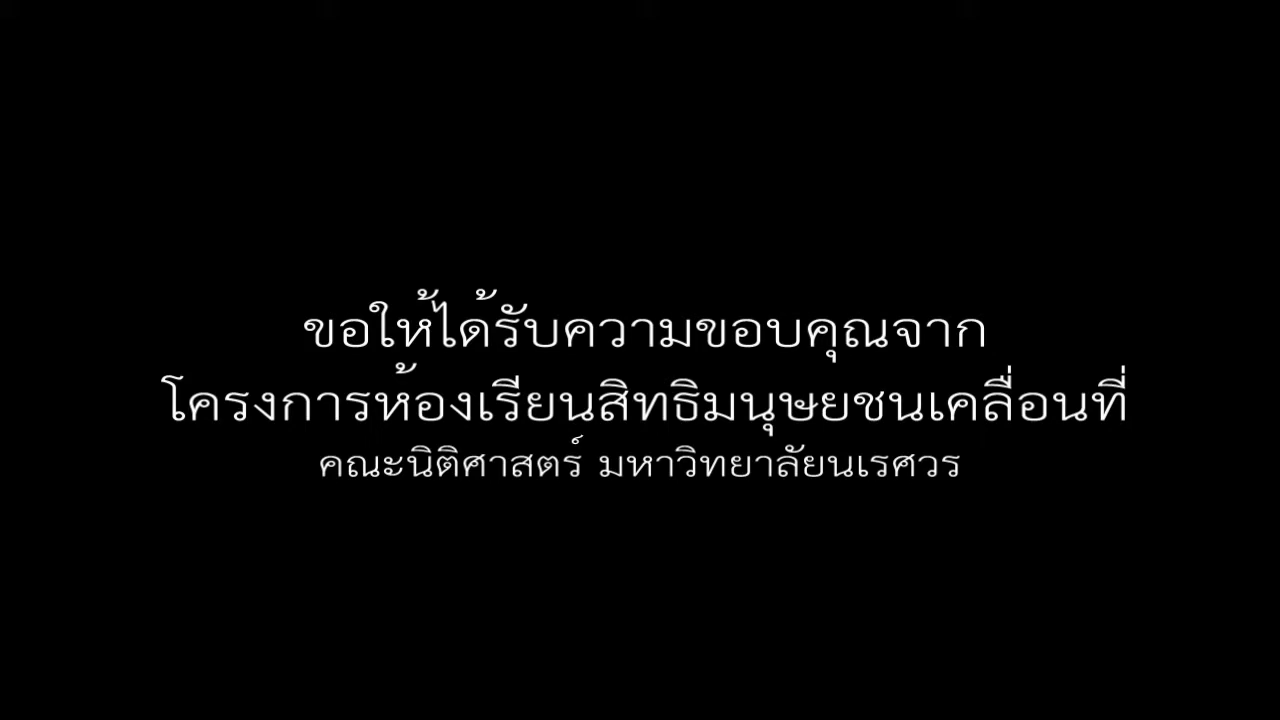 ขอให้ได้รับความขอบคุณจาก
โครงการห้องเรียนสิทธิมนุษยชนเคลื่อนที่
คณะนิติศาสตร์ มหาวิทยาลัยนเรศวร